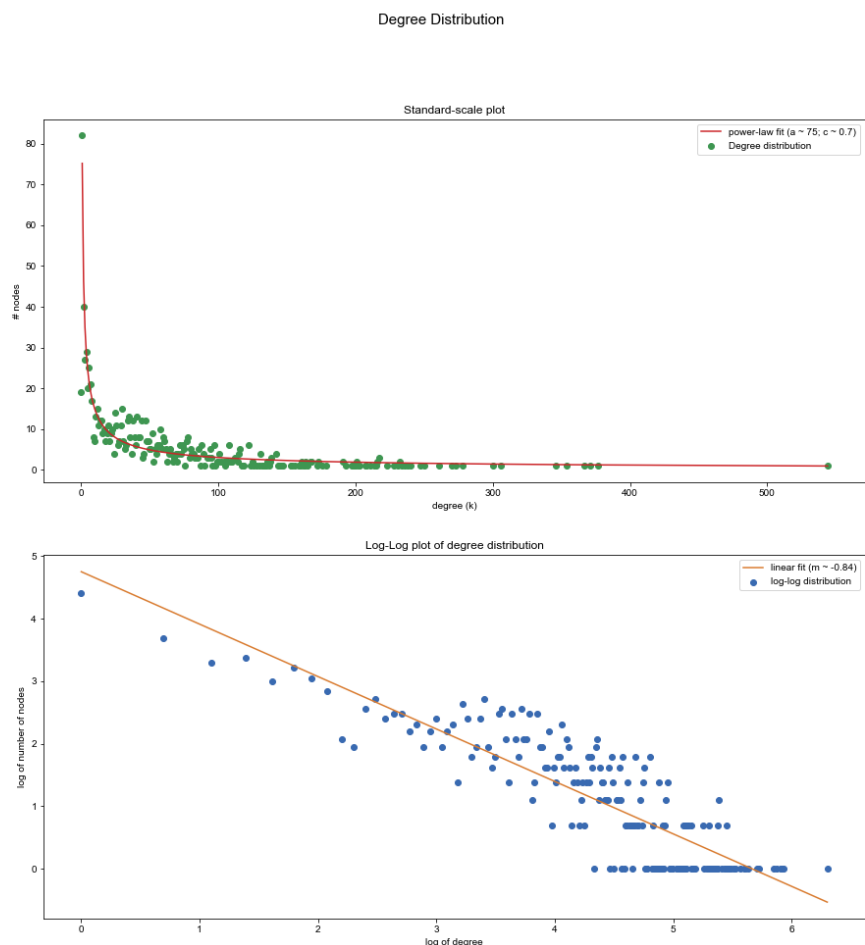 Degree Distribution
Standard-scale plot
power-law fit (a ~ 75; c ~ 0.7)
Degree distribution
# nodes
80
70
60
50
40
30
20
10
0
0 100 200 300 400 500
degree (k)
Log-Log plot of degree distribution
linear fit (m ~ -0.84)
log-log distribution
log of number of nodes
5
4
3
2
1
0
0 1 2 3 4 5 6
log of degree